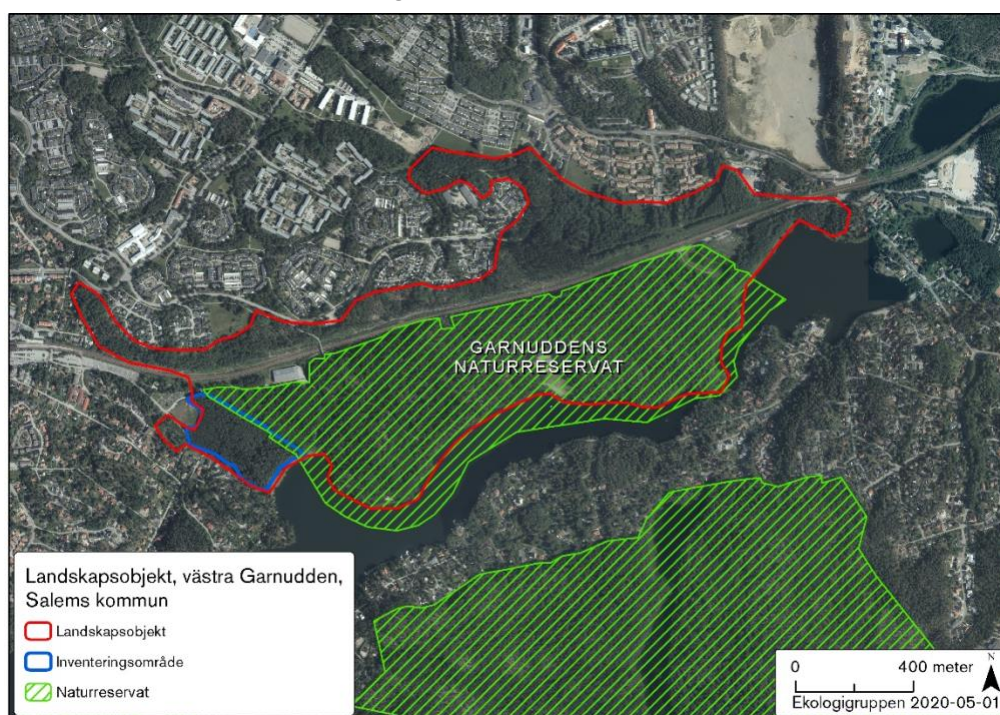 GARNUDDENS
NATURRESERVAT
Landskapsobjekt, västra Garnudden,
Salems kommun
Landskapsobjekt
Inventeringsområde
Naturreservat
0 400 meter
N
Ekologigruppen 2020-05-01